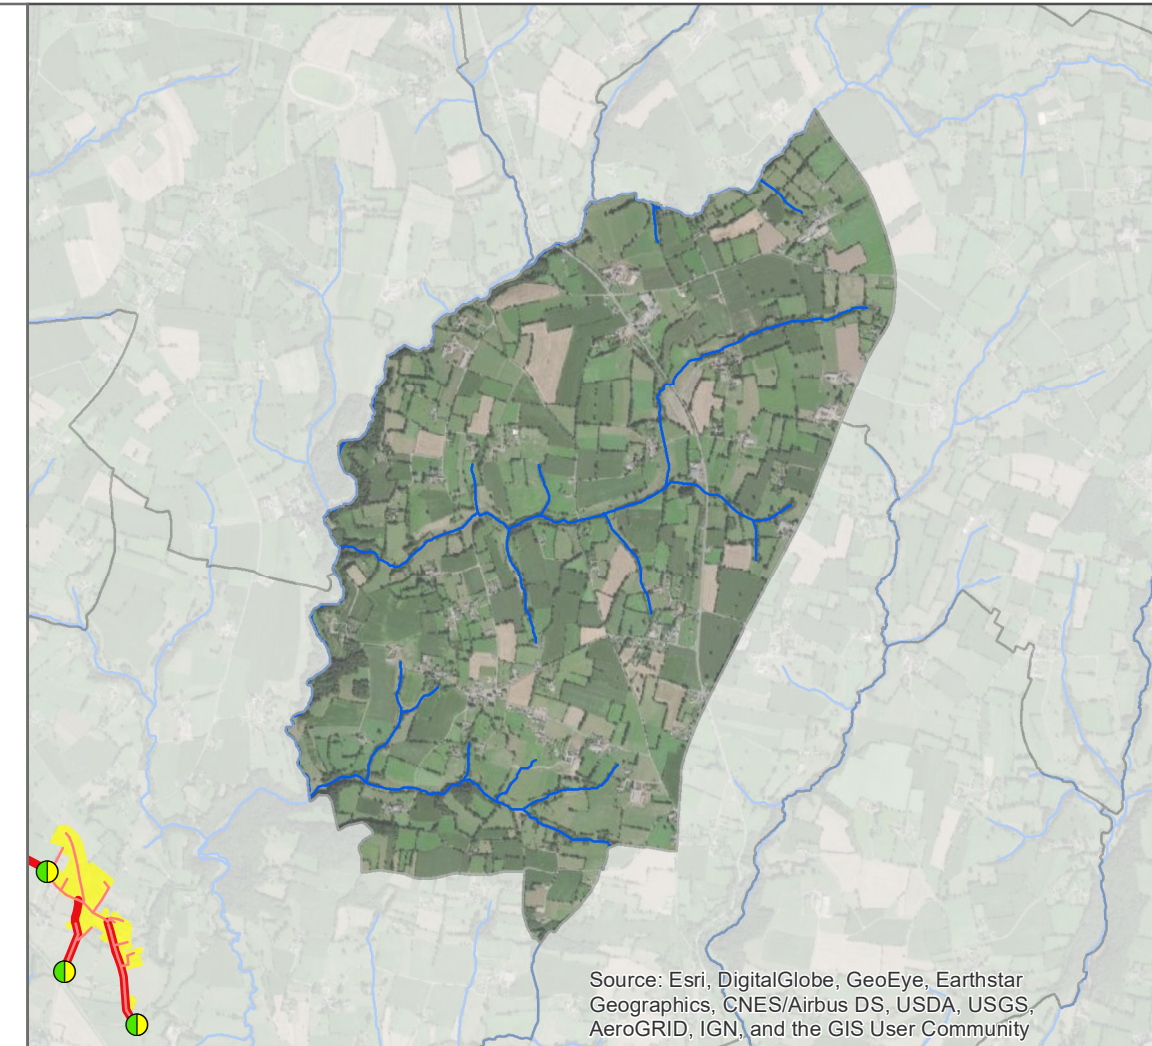 Source: Esri, DigitalGlobe, GeoEye, Earthstar
Geographics, CNES/Airbus DS, USDA, USGS,
AeroGRID, IGN, and the GIS User Community